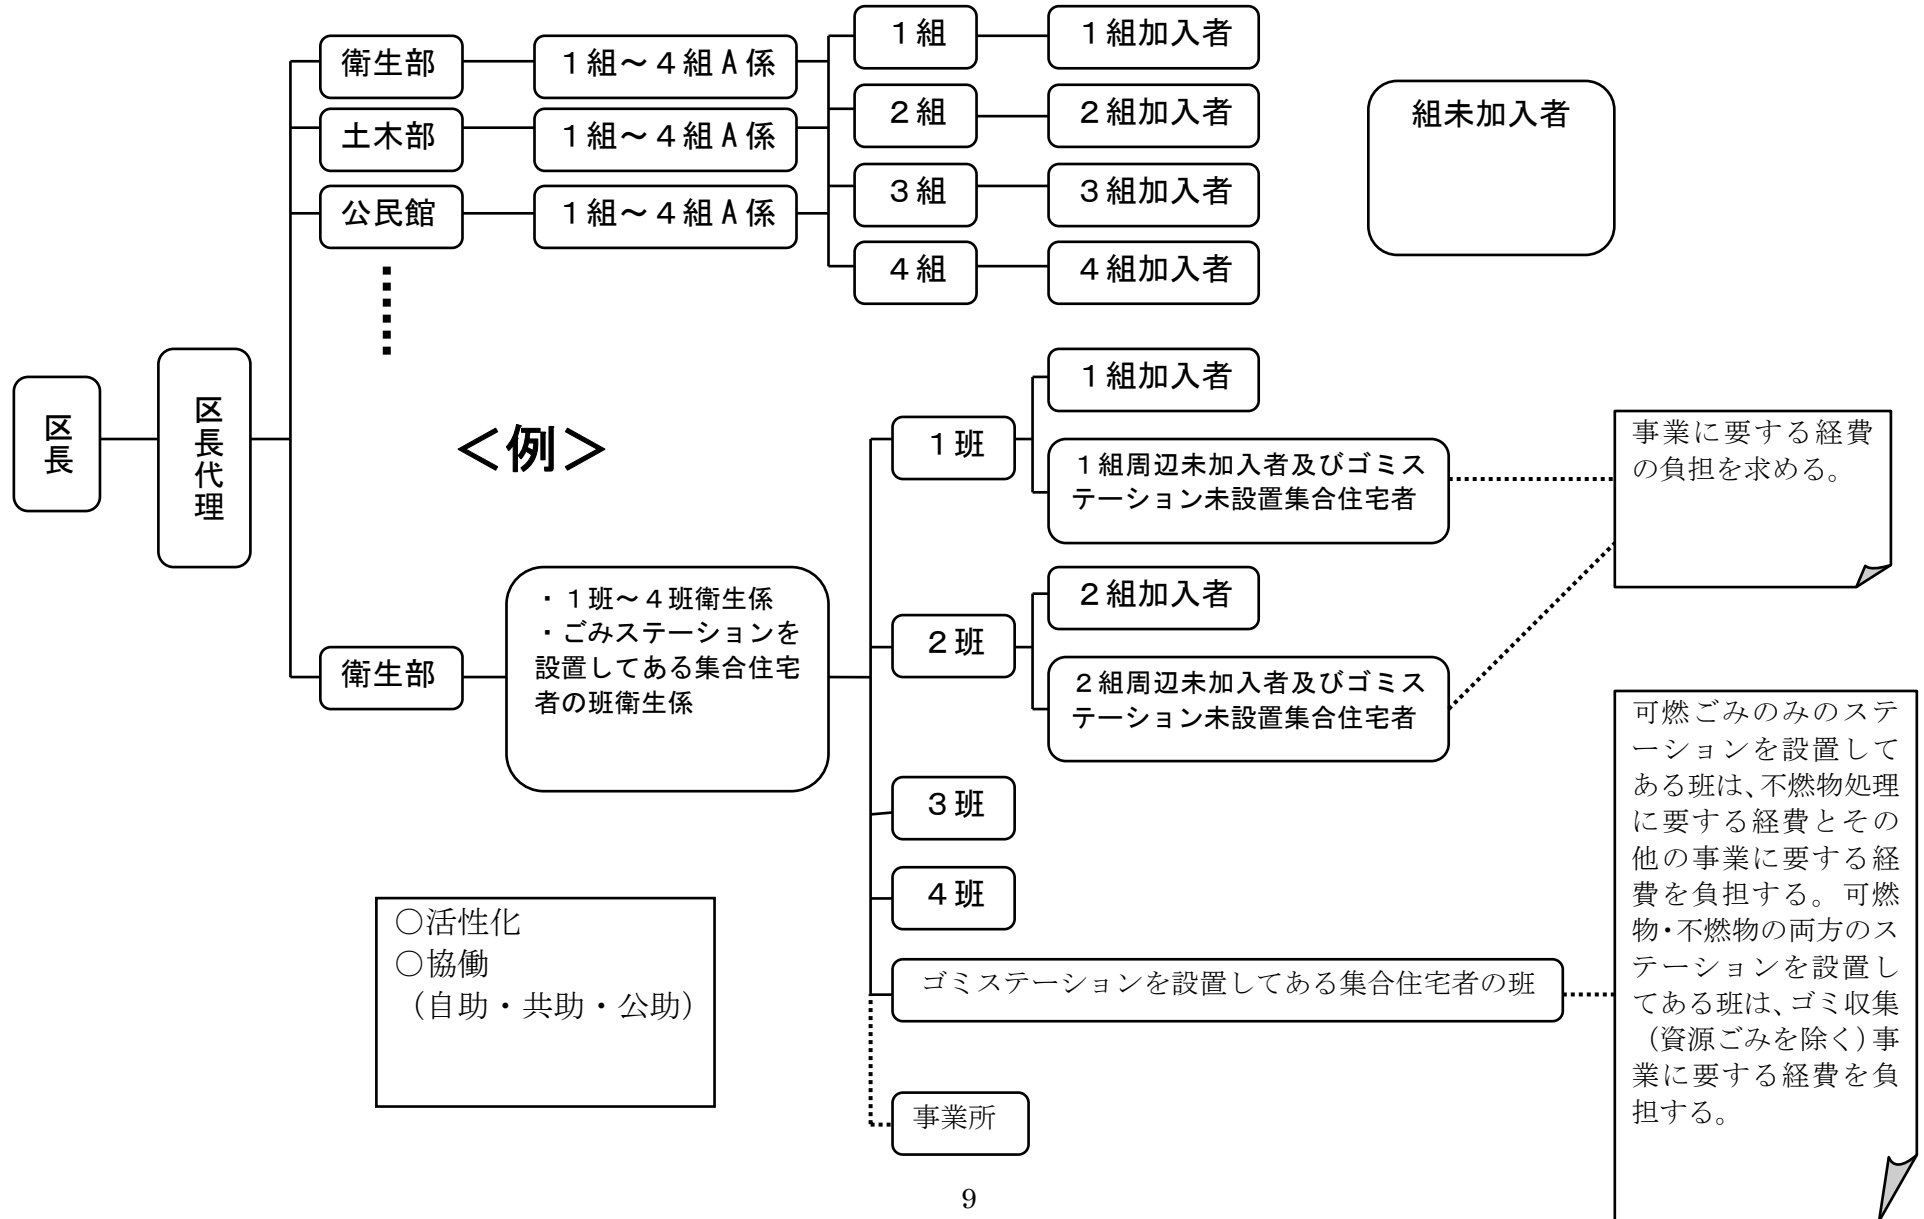 衛生部
1組～4組A係
1組
1組加入者
土木部
1組～4組A係
2組
2組加入者
組未加入者
公民館
1組～4組A係
3組
3組加入者
4組
4組加入者
区長
区長代理
＜例＞
衛生部
・1班～4班衛生係
・ごみステーションを
設置してある集合住宅
者の班衛生係
1班
1組加入者
1組周辺未加入者及びゴミス
テーション未設置集合住宅者
事業に要する経費
の負担を求める。
2班
2組加入者
2組周辺未加入者及びゴミス
テーション未設置集合住宅者
3班
4班
ゴミステーションを設置してある集合住宅者の班
事業所
可燃ごみのみのステ
ーションを設置して
ある班は、不燃物処理
に要する経費とその
他の事業に要する経
費を負担する。可燃
物・不燃物の両方のス
テーションを設置し
てある班は、ゴミ収集
（資源ごみを除く）事
業に要する経費を負
担する。
○活性化
○協働
（自助・共助・公助）
9